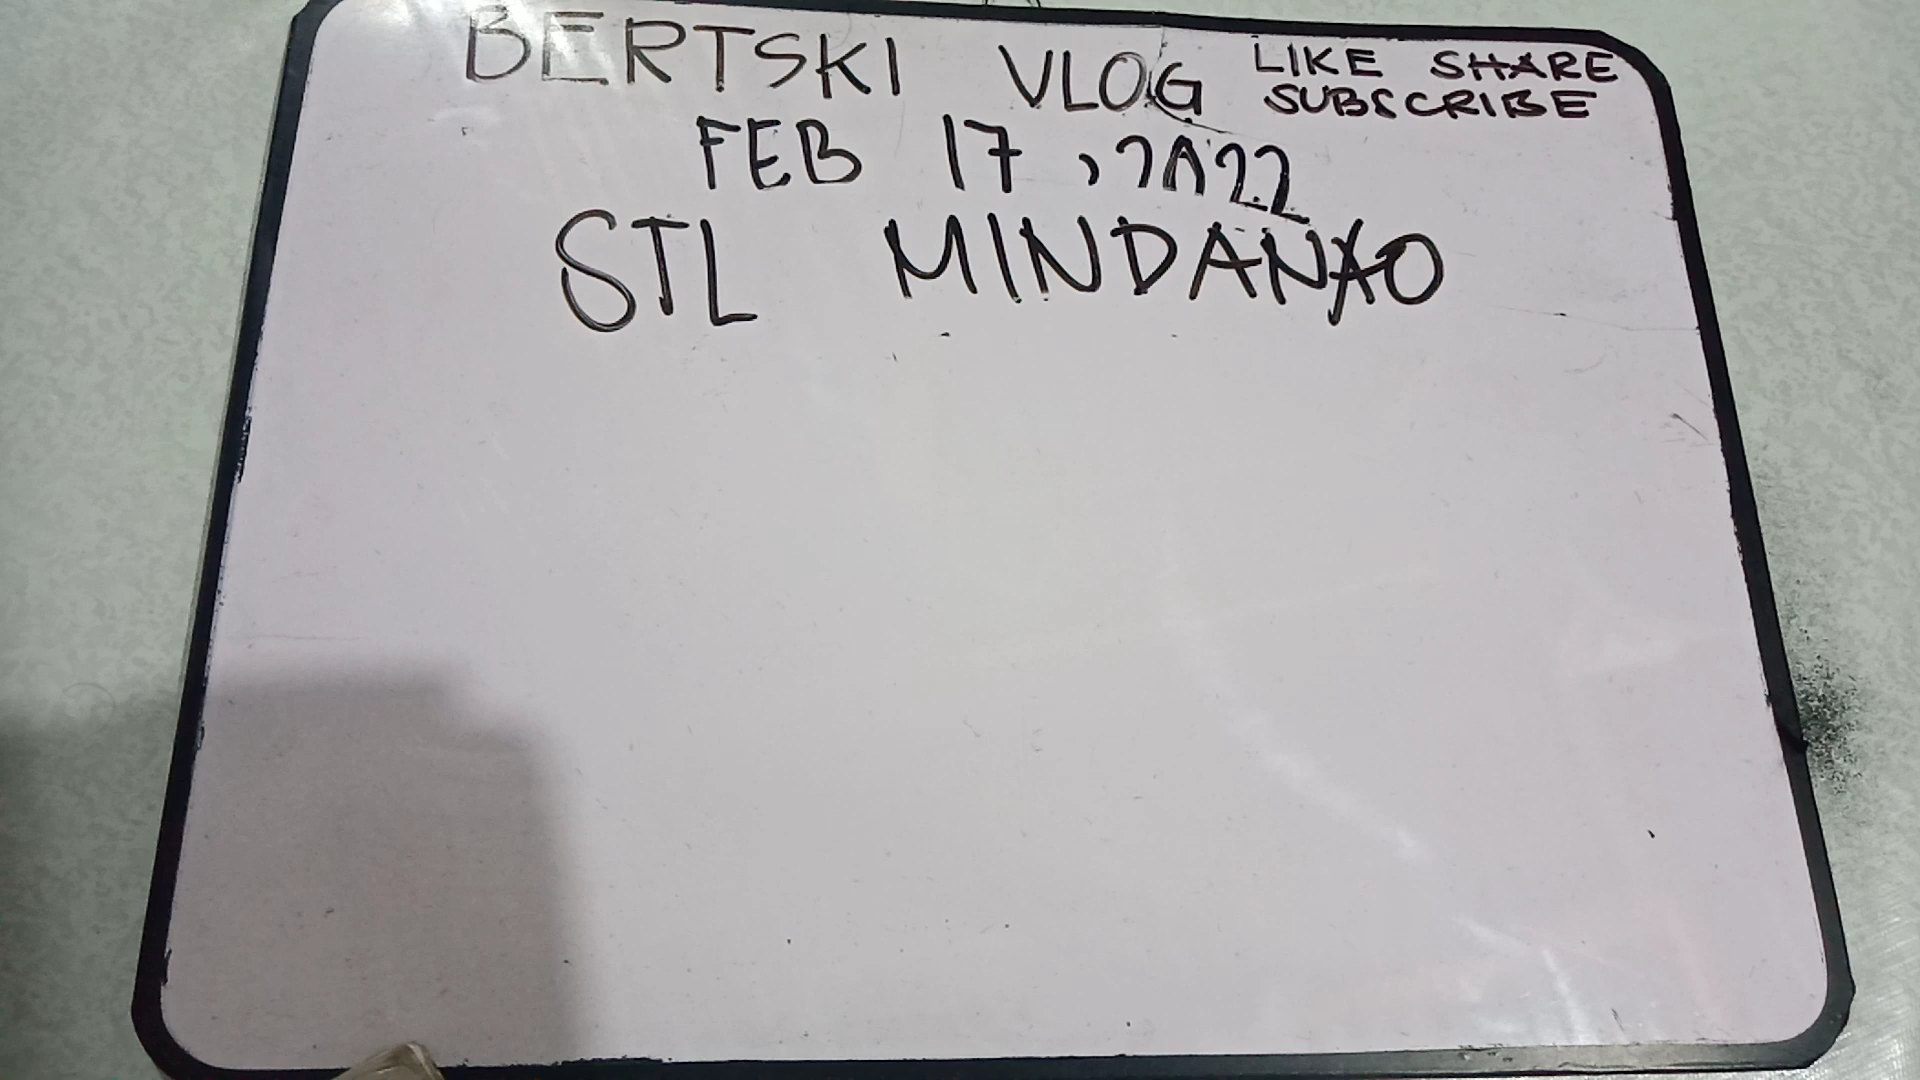 BERTSKI VLOG
LIKE SHARE
SUBSCRIBE
FEB 17, 2022
STL MINDANAO